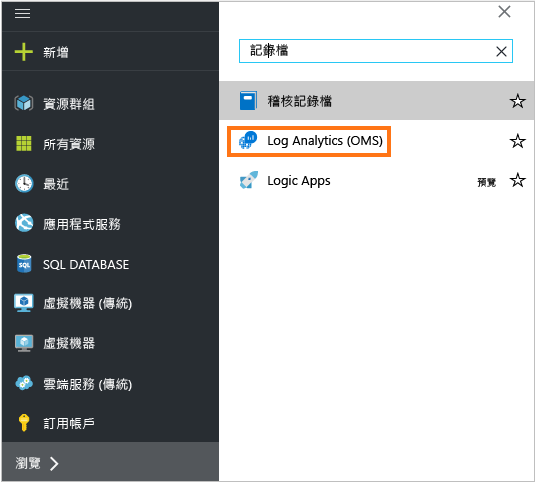 新增
資源群組
所有資源
最近
應用程式服務
SQL DATABASE
虛擬機器 (傳統)
虛擬機器
雲端服務 (傳統)
訂用帳戶
瀏覽
記錄檔
稽核記錄檔
Log Analytics (OMS)
Logic Apps 預覽